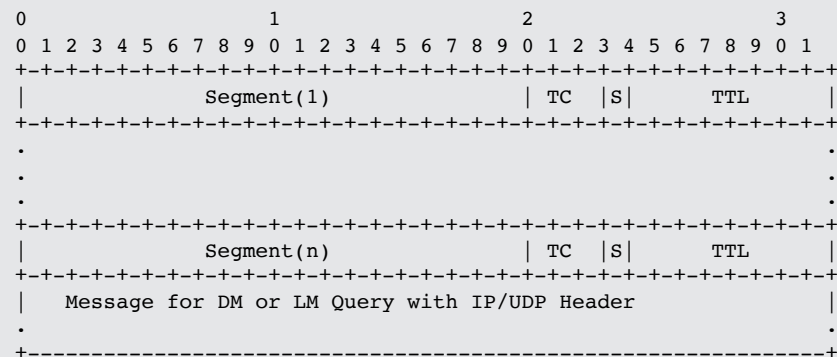 0                   1                   2                   3
0 1 2 3 4 5 6 7 8 9 0 1 2 3 4 5 6 7 8 9 0 1 2 3 4 5 6 7 8 9 0 1
+-+-+-+-+-+-+-+-+-+-+-+-+-+-+-+-+-+-+-+-+-+-+-+-+-+-+-+-+-+-+-+-+
|              Segment(1)               | TC  |S|      TTL      |
+-+-+-+-+-+-+-+-+-+-+-+-+-+-+-+-+-+-+-+-+-+-+-+-+-+-+-+-+-+-+-+-+
.                                                               .
.                                                               .
.                                                               .
+-+-+-+-+-+-+-+-+-+-+-+-+-+-+-+-+-+-+-+-+-+-+-+-+-+-+-+-+-+-+-+-+
|              Segment(n)               | TC  |S|      TTL      |
+-+-+-+-+-+-+-+-+-+-+-+-+-+-+-+-+-+-+-+-+-+-+-+-+-+-+-+-+-+-+-+-+
|   Message for DM or LM Query with IP/UDP Header               |
.                                                               .
+---------------------------------------------------------------+